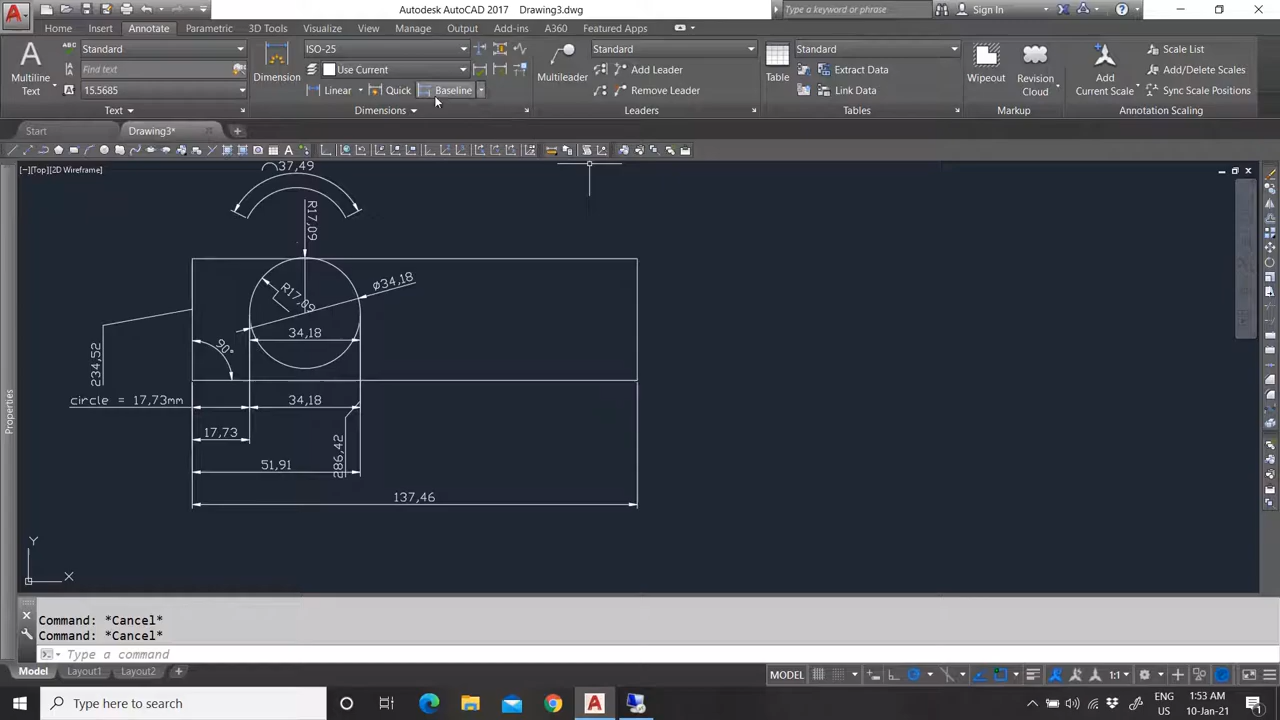 Autodesk AutoCAD 2017 Drawing3.dwg
Type a keyword or phrase
Sign In
Home Insert Annotate Parametric 3D Tools Visualize View Manage Output Add-ins A360 Featured Apps
Multiline Text
ABC Standard
Find text
15.5685
Text
Dimension
ISO-25
Use Current
Linear Quick Baseline
Dimensions
Multileader
Standard
Add Leader
Remove Leader
Leaders
Table
Standard
Extract Data
Link Data
Tables
Wipeout
Revision Cloud
Markup
Add Current Scale
Scale List
Add/Delete Scales
Sync Scale Positions
Annotation Scaling
Start Drawing3*
[−][Top][2D Wireframe]
37,49
R17,09
R17,09
ø34,18
34,18
90°
234,52
circle = 17,73mm
34,18
17,73
286,42
51,91
137,46
Y
X
Properties
Command: *Cancel*
Command: *Cancel*
Type a command
Model Layout1 Layout2 +
MODEL
1:1
Type here to search
ENG
US
1:53 AM
10-Jan-21